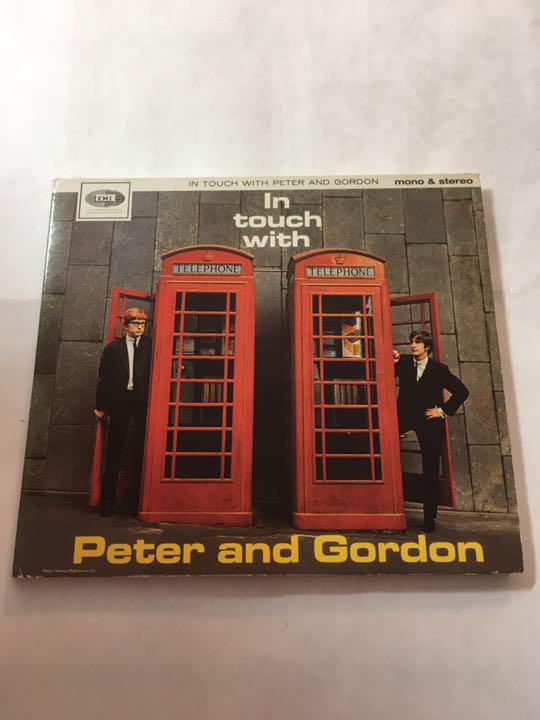 EMI
IN TOUCH WITH PETER AND GORDON
mono & stereo
In
touch
with
TELEPHONE
TELEPHONE
Peter and Gordon